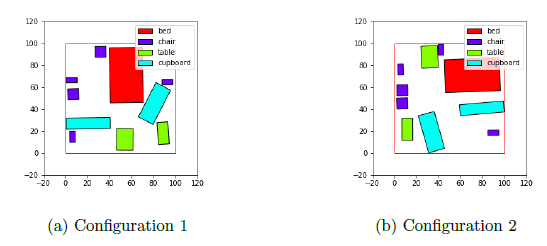 120
100
80
60
40
20
0
−20
−20 0 20 40 60 80 100 120
bed
chair
table
cupboard
(a) Configuration 1
120
100
80
60
40
20
0
−20
−20 0 20 40 60 80 100 120
bed
chair
table
cupboard
(b) Configuration 2